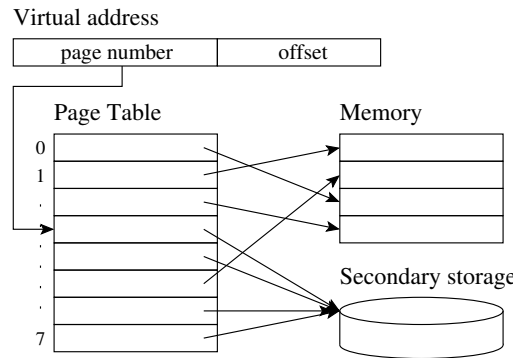 Virtual address
page number offset
Page Table Memory
0
1
.
.
.
.
.
7
Secondary storage